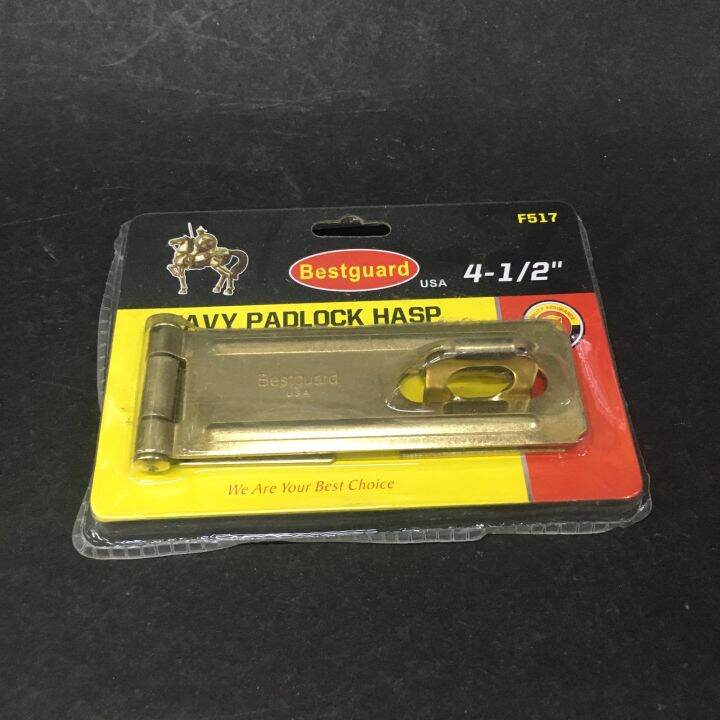 F517
Bestguard
USA
4-1/2"
AVY PADLOCK HASP
Bestguard
USA
We Are Your Best Choice